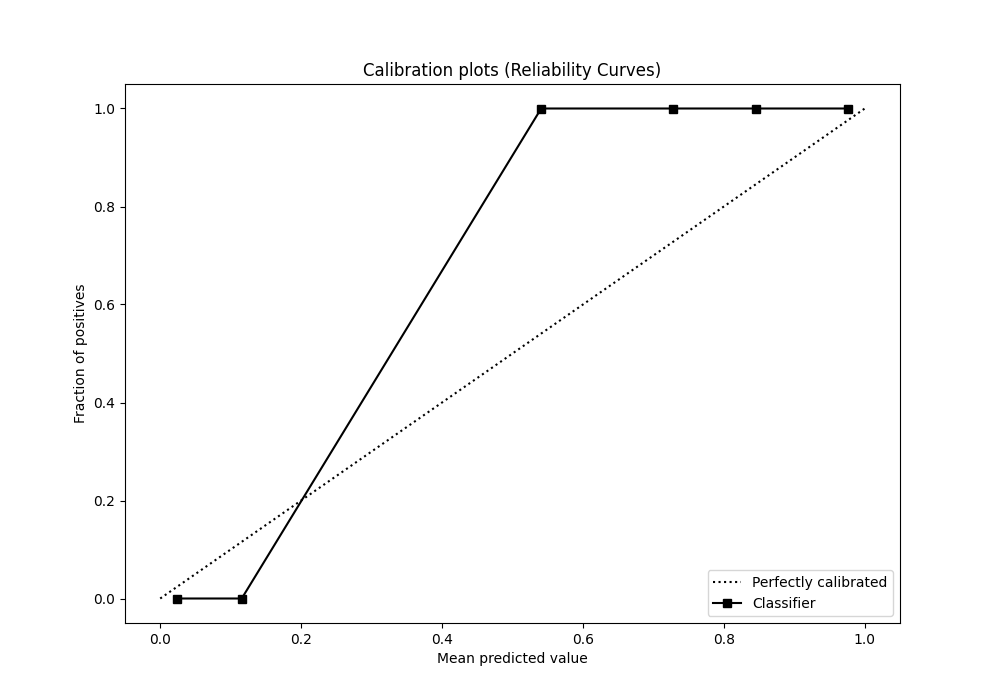 Calibration plots (Reliability Curves)
1.0
0.8
0.6
0.4
0.2
0.0
Fraction of positives
0.0 0.2 0.4 0.6 0.8 1.0
Mean predicted value
Perfectly calibrated
Classifier